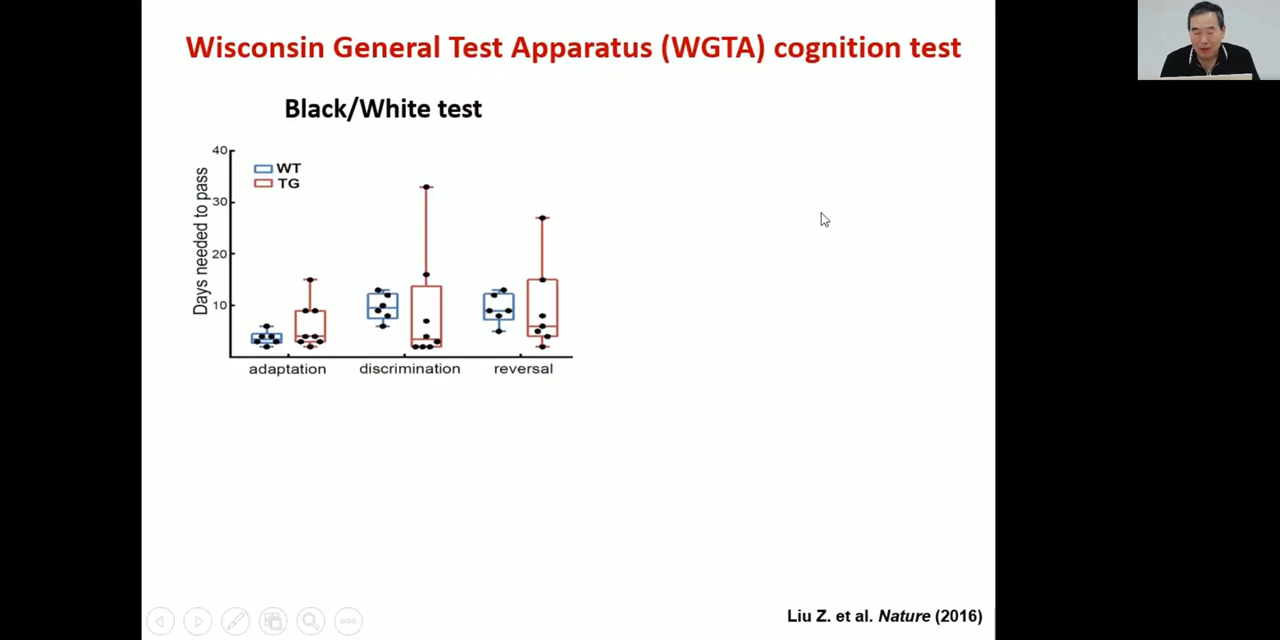 Wisconsin General Test Apparatus (WGTA) cognition test
Black/White test
Days needed to pass
40
30
20
10
WT
TG
adaptation
discrimination
reversal
Liu Z. et al. Nature (2016)